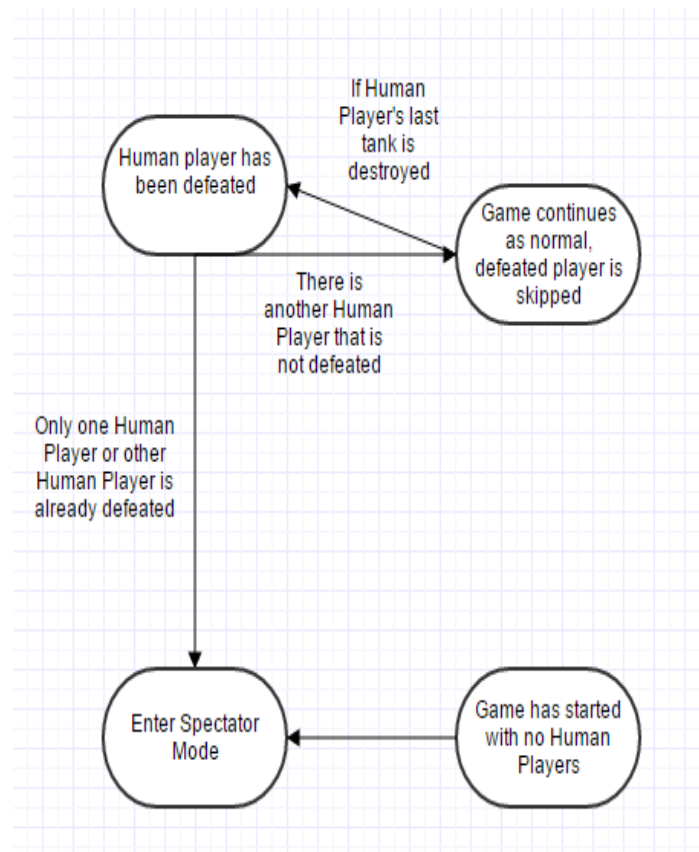 If Human
Player's last
tank is
destroyed
Human player has
been defeated
Game continues
as normal,
defeated player is
skipped
There is
another Human
Player that is
not defeated
Only one Human
Player or other
Human Player is
already defeated
Enter Spectator
Mode
Game has started
with no Human
Players